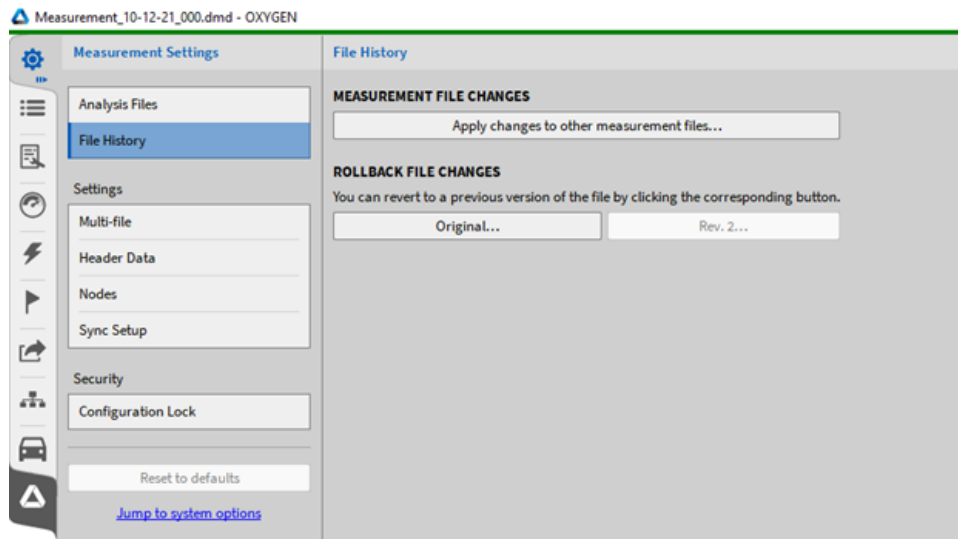 Measurement_10-12-21_000.dmd - OXYGEN
Measurement Settings
Analysis Files
File History
Settings
Multi-file
Header Data
Nodes
Sync Setup
Security
Configuration Lock
Reset to defaults
Jump to system options
File History
MEASUREMENT FILE CHANGES
Apply changes to other measurement files...
ROLLBACK FILE CHANGES
You can revert to a previous version of the file by clicking the corresponding button.
Original...
Rev. 2...